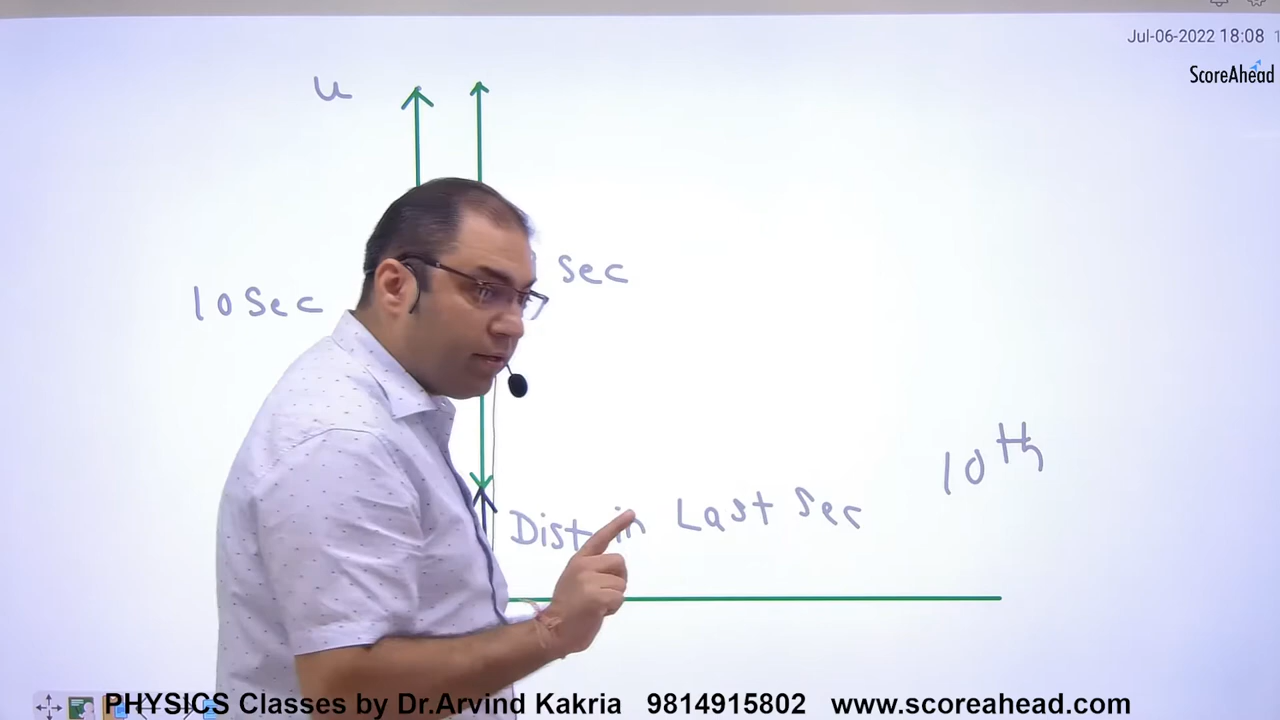 Jul-06-2022 18:08
ScoreAhead
u
Sec
10 Sec
10th
Dist in Last Sec
PHYSICS Classes by Dr.Arvind Kakria 9814915802 www.scoreahead.com